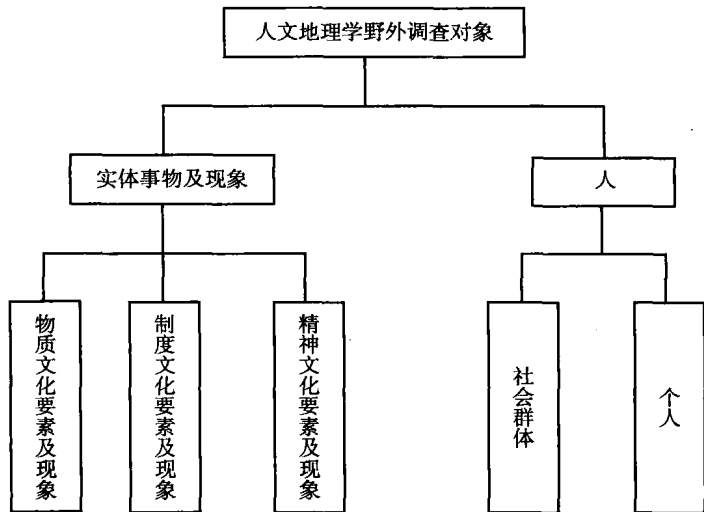 人文地理学野外调查对象
实体事物及现象
人
物质文化要素及现象
制度文化要素及现象
精神文化要素及现象
社会群体
个人